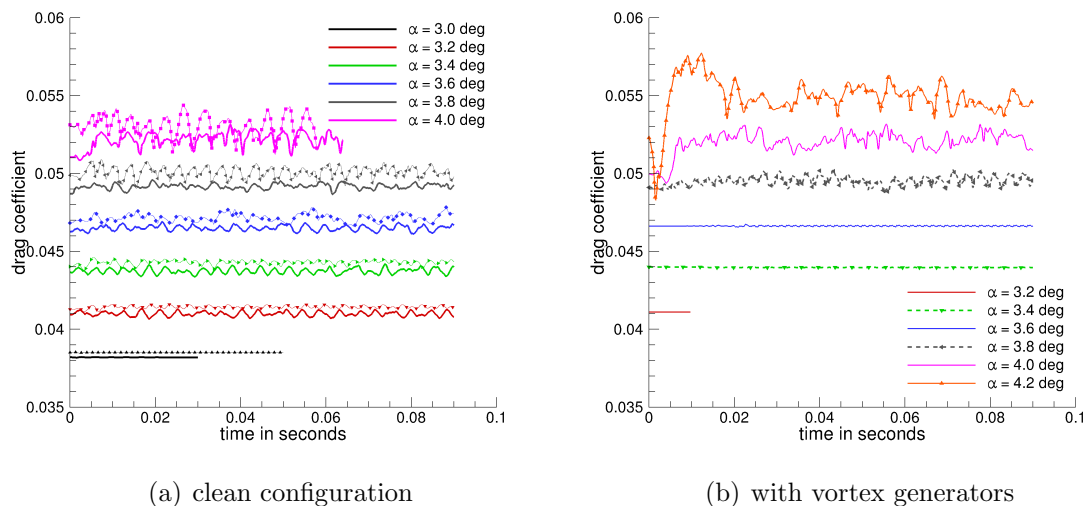 0.06
0.055
0.05
0.045
0.04
0.035
drag coefficient
0
0.02
0.04
0.06
0.08
0.1
time in seconds
α = 3.0 deg
α = 3.2 deg
α = 3.4 deg
α = 3.6 deg
α = 3.8 deg
α = 4.0 deg
(a) clean configuration
0.06
0.055
0.05
0.045
0.04
0.035
drag coefficient
0
0.02
0.04
0.06
0.08
0.1
time in seconds
α = 3.2 deg
α = 3.4 deg
α = 3.6 deg
α = 3.8 deg
α = 4.0 deg
α = 4.2 deg
(b) with vortex generators